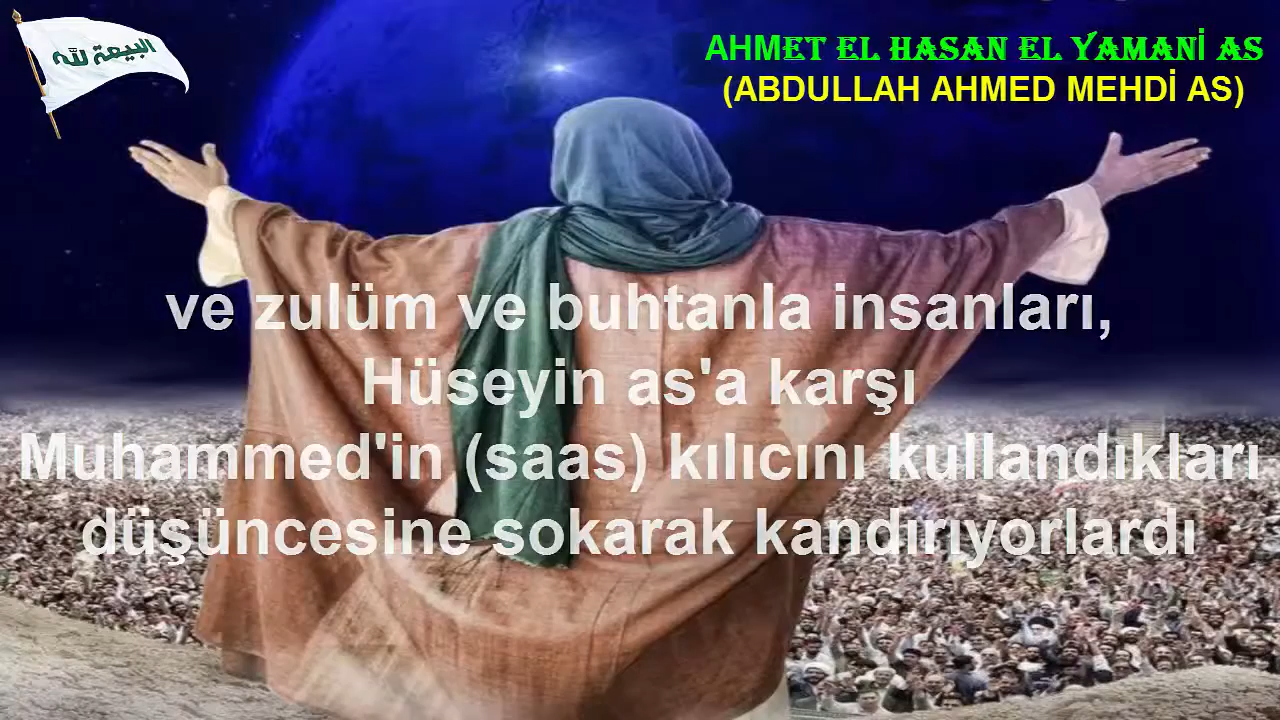 البيعة لله
AHMET EL HASAN EL YAMANİ AS
(ABDULLAH AHMED MEHDİ AS)
ve zulüm ve buhtanla insanları,
Hüseyin as'a karşı
Muhammed'in (saas) kılıcını kullandıkları
düşüncesine sokarak kandırıyorlardı